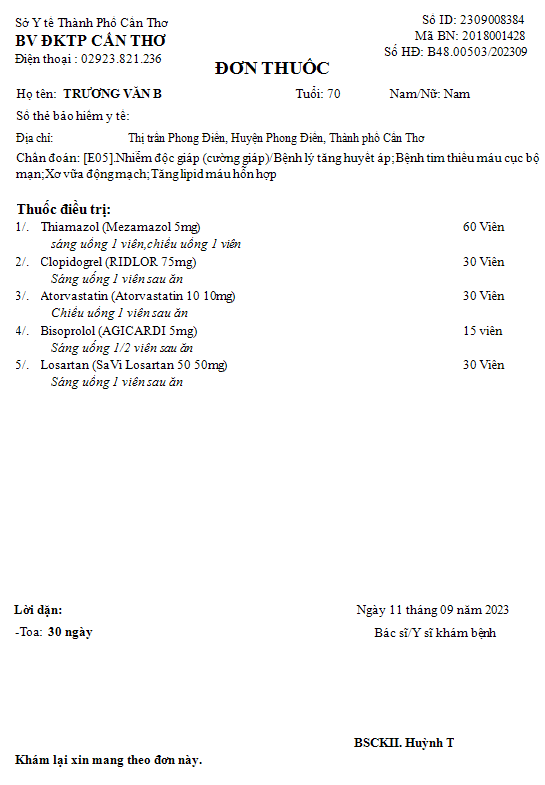 Sở Y tế Thành Phố Cần Thơ
BV ĐKTP CẦN THƠ
Điện thoại : 02923.821.236
Số ID: 2309008384
Mã BN: 2018001428
Số HĐ: B48.00503/202309
ĐƠN THUỐC
Họ tên: TRƯƠNG VĂN B Tuổi: 70 Nam/Nữ: Nam
Số thẻ bảo hiểm y tế:
Địa chỉ: Thị trấn Phong Điền, Huyện Phong Điền, Thành phố Cần Thơ
Chẩn đoán: [E05].Nhiễm độc giáp (cường giáp)/Bệnh lý tăng huyết áp;Bệnh tim thiếu máu cục bộ
mạn;Xơ vữa động mạch;Tăng lipid máu hỗn hợp
Thuốc điều trị:
1/. Thiamazol (Mezamazol 5mg) 60 Viên
sáng uống 1 viên,chiều uống 1 viên
2/. Clopidogrel (RIDLOR 75mg) 30 Viên
Sáng uống 1 viên sau ăn
3/. Atorvastatin (Atorvastatin 10 10mg) 30 Viên
Chiều uống 1 viên sau ăn
4/. Bisoprolol (AGICARDI 5mg) 15 viên
Sáng uống 1/2 viên sau ăn
5/. Losartan (SaVi Losartan 50 50mg) 30 Viên
Sáng uống 1 viên sau ăn
Lời dặn: Ngày 11 tháng 09 năm 2023
-Toa: 30 ngày Bác sĩ/Y sĩ khám bệnh
BSCKII. Huỳnh T
Khám lại xin mang theo đơn này.